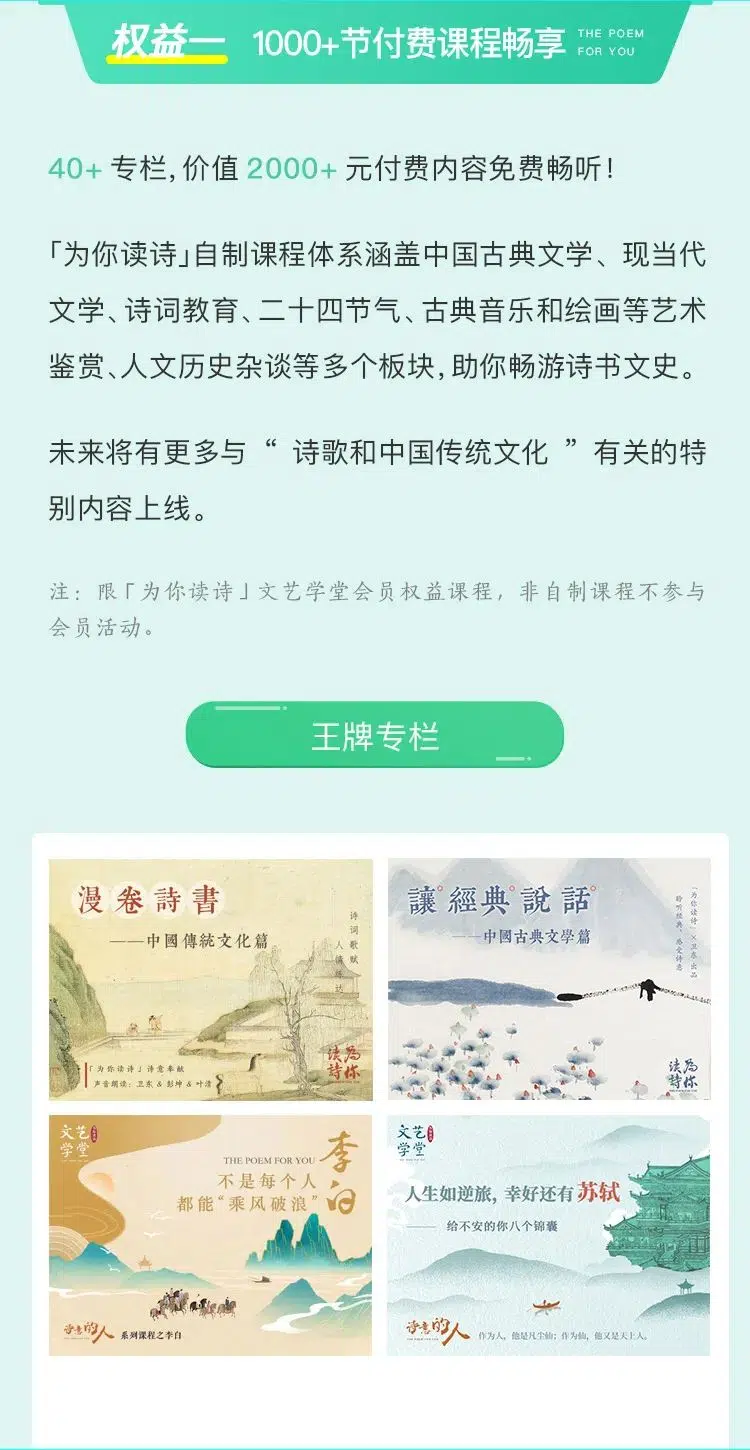 权益一 1000+节付费课程畅享 THE POEM
FOR YOU
40+ 专栏,价值 2000+ 元付费内容免费畅听!
「为你读诗」自制课程体系涵盖中国古典文学、现当代
文学、诗词教育、二十四节气、古典音乐和绘画等艺术
鉴赏、人文历史杂谈等多个板块,助你畅游诗书文史。
未来将有更多与“诗歌和中国传统文化”有关的特
别内容上线。
注：限「为你读诗」文艺学堂会员权益课程，非自制课程不参与
会员活动。
王牌专栏
漫卷詩書
——中國傳統文化篇
诗词歌赋
人情练达
「为你读诗」诗意奉献
声音朗读：卫东 & 彭坤 & 叶清
為你
读诗
讓經典說話
——中國古典文學篇
「为你读诗」×卫东 出品
聆听经典，感受诗意
為你
读诗
文艺
学堂
THE POEM FOR YOU
李白
不是每个人
都能“乘风破浪”
诗意的人 系列课程之李白
文艺
学堂
人生如逆旅，幸好还有苏轼
—— 给不安的你八个锦囊
诗意的人 作为人，他是凡尘仙；作为仙，他又是天上人。